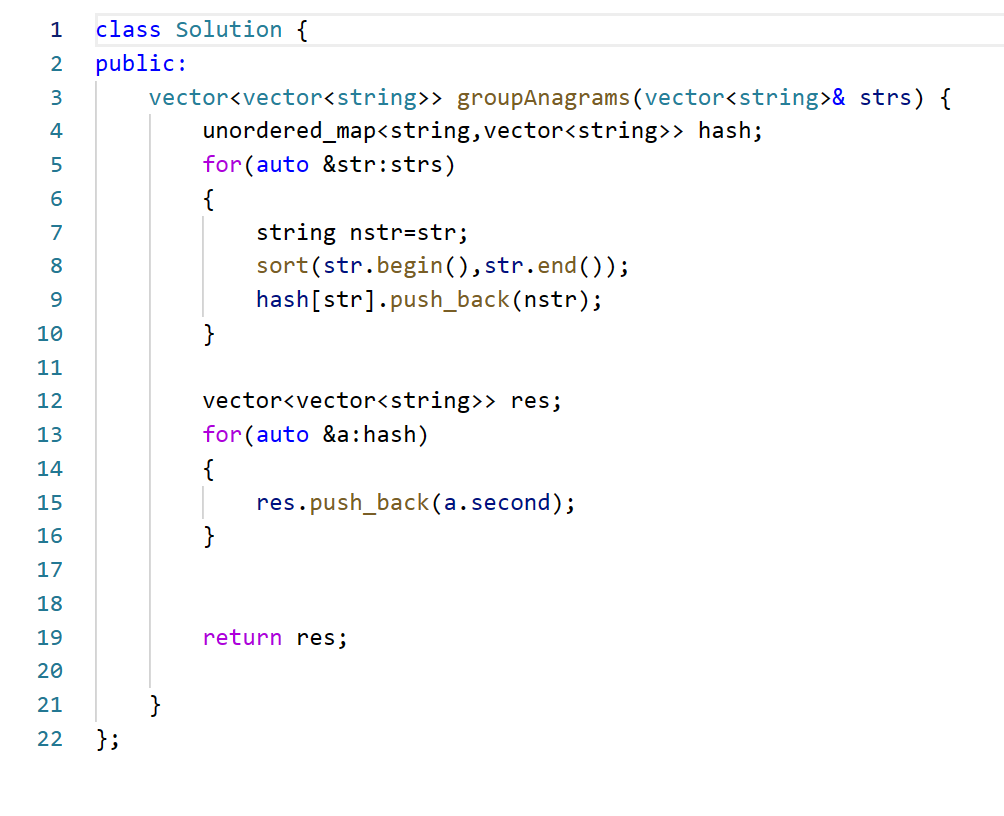 1 class Solution {
2 public:
3     vector<vector<string>> groupAnagrams(vector<string>& strs) {
4         unordered_map<string,vector<string>> hash;
5         for(auto &str:strs)
6         {
7             string nstr=str;
8             sort(str.begin(),str.end());
9             hash[str].push_back(nstr);
10         }
11
12         vector<vector<string>> res;
13         for(auto &a:hash)
14         {
15             res.push_back(a.second);
16         }
17
18
19         return res;
20
21     }
22 };